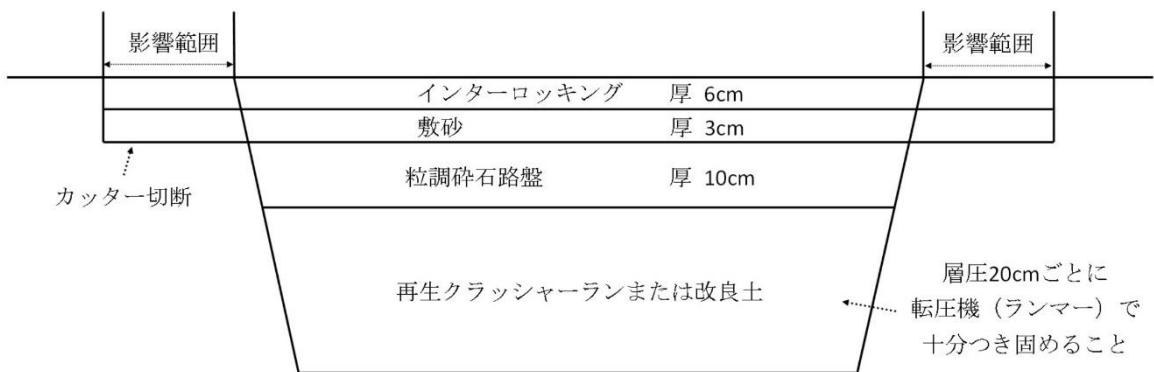 影響範囲
影響範囲
インターロッキング 厚 6cm
敷砂 厚 3cm
粒調砕石路盤 厚 10cm
カッター切断
再生クラッシャーランまたは改良土
層圧20cmごとに
転圧機（ランマー）で
十分つき固めること